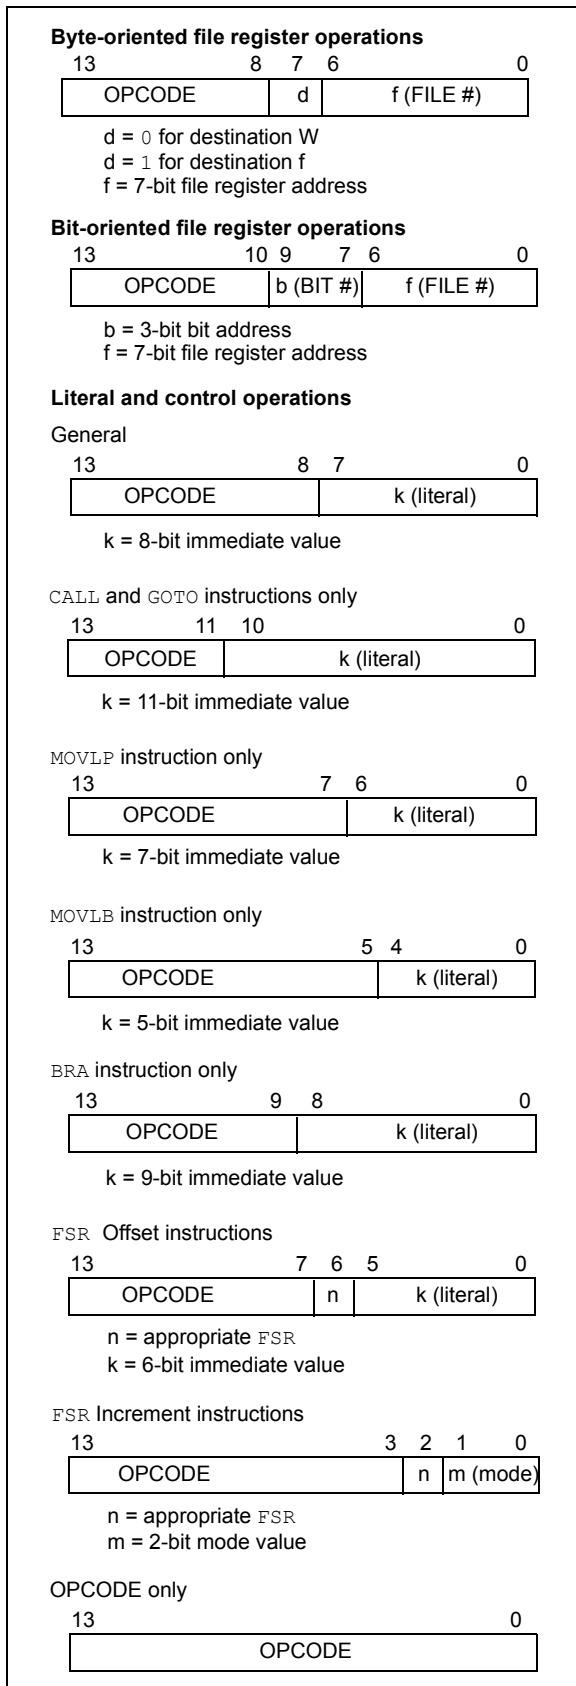 Byte-oriented file register operations
13 8 7 6 0
OPCODE d f (FILE #)
d = 0 for destination W
d = 1 for destination f
f = 7-bit file register address
Bit-oriented file register operations
13 10 9 7 6 0
OPCODE b (BIT #) f (FILE #)
b = 3-bit bit address
f = 7-bit file register address
Literal and control operations
General
13 8 7 0
OPCODE k (literal)
k = 8-bit immediate value
CALL and GOTO instructions only
13 11 10 0
OPCODE k (literal)
k = 11-bit immediate value
MOVLP instruction only
13 7 6 0
OPCODE k (literal)
k = 7-bit immediate value
MOVLB instruction only
13 5 4 0
OPCODE k (literal)
k = 5-bit immediate value
BRA instruction only
13 9 8 0
OPCODE k (literal)
k = 9-bit immediate value
FSR Offset instructions
13 7 6 5 0
OPCODE n k (literal)
n = appropriate FSR
k = 6-bit immediate value
FSR Increment instructions
13 3 2 1 0
OPCODE n m (mode)
n = appropriate FSR
m = 2-bit mode value
OPCODE only
13 0
OPCODE